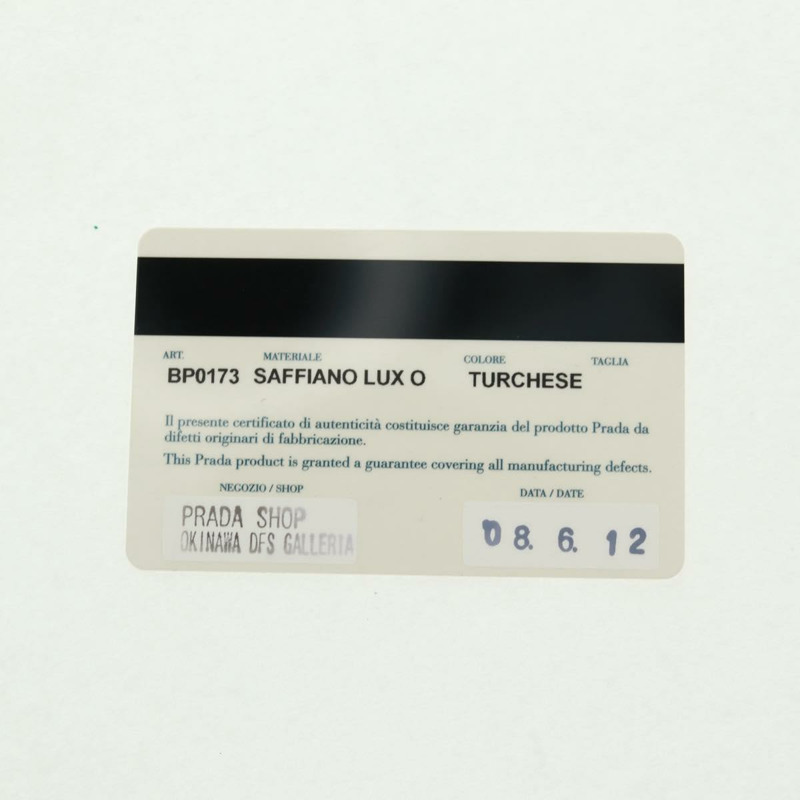 ART. MATERIALE COLORE TAGLIA
BP0173 SAFFIANO LUX O TURCHESE
Il presente certificato di autenticità costituisce garanzia del prodotto Prada da
difetti originari di fabbricazione.
This Prada product is granted a guarantee covering all manufacturing defects.
NEGOZIO / SHOP DATA / DATE
PRADA SHOP
OKINAWA DFS GALLERIA
08. 6. 12